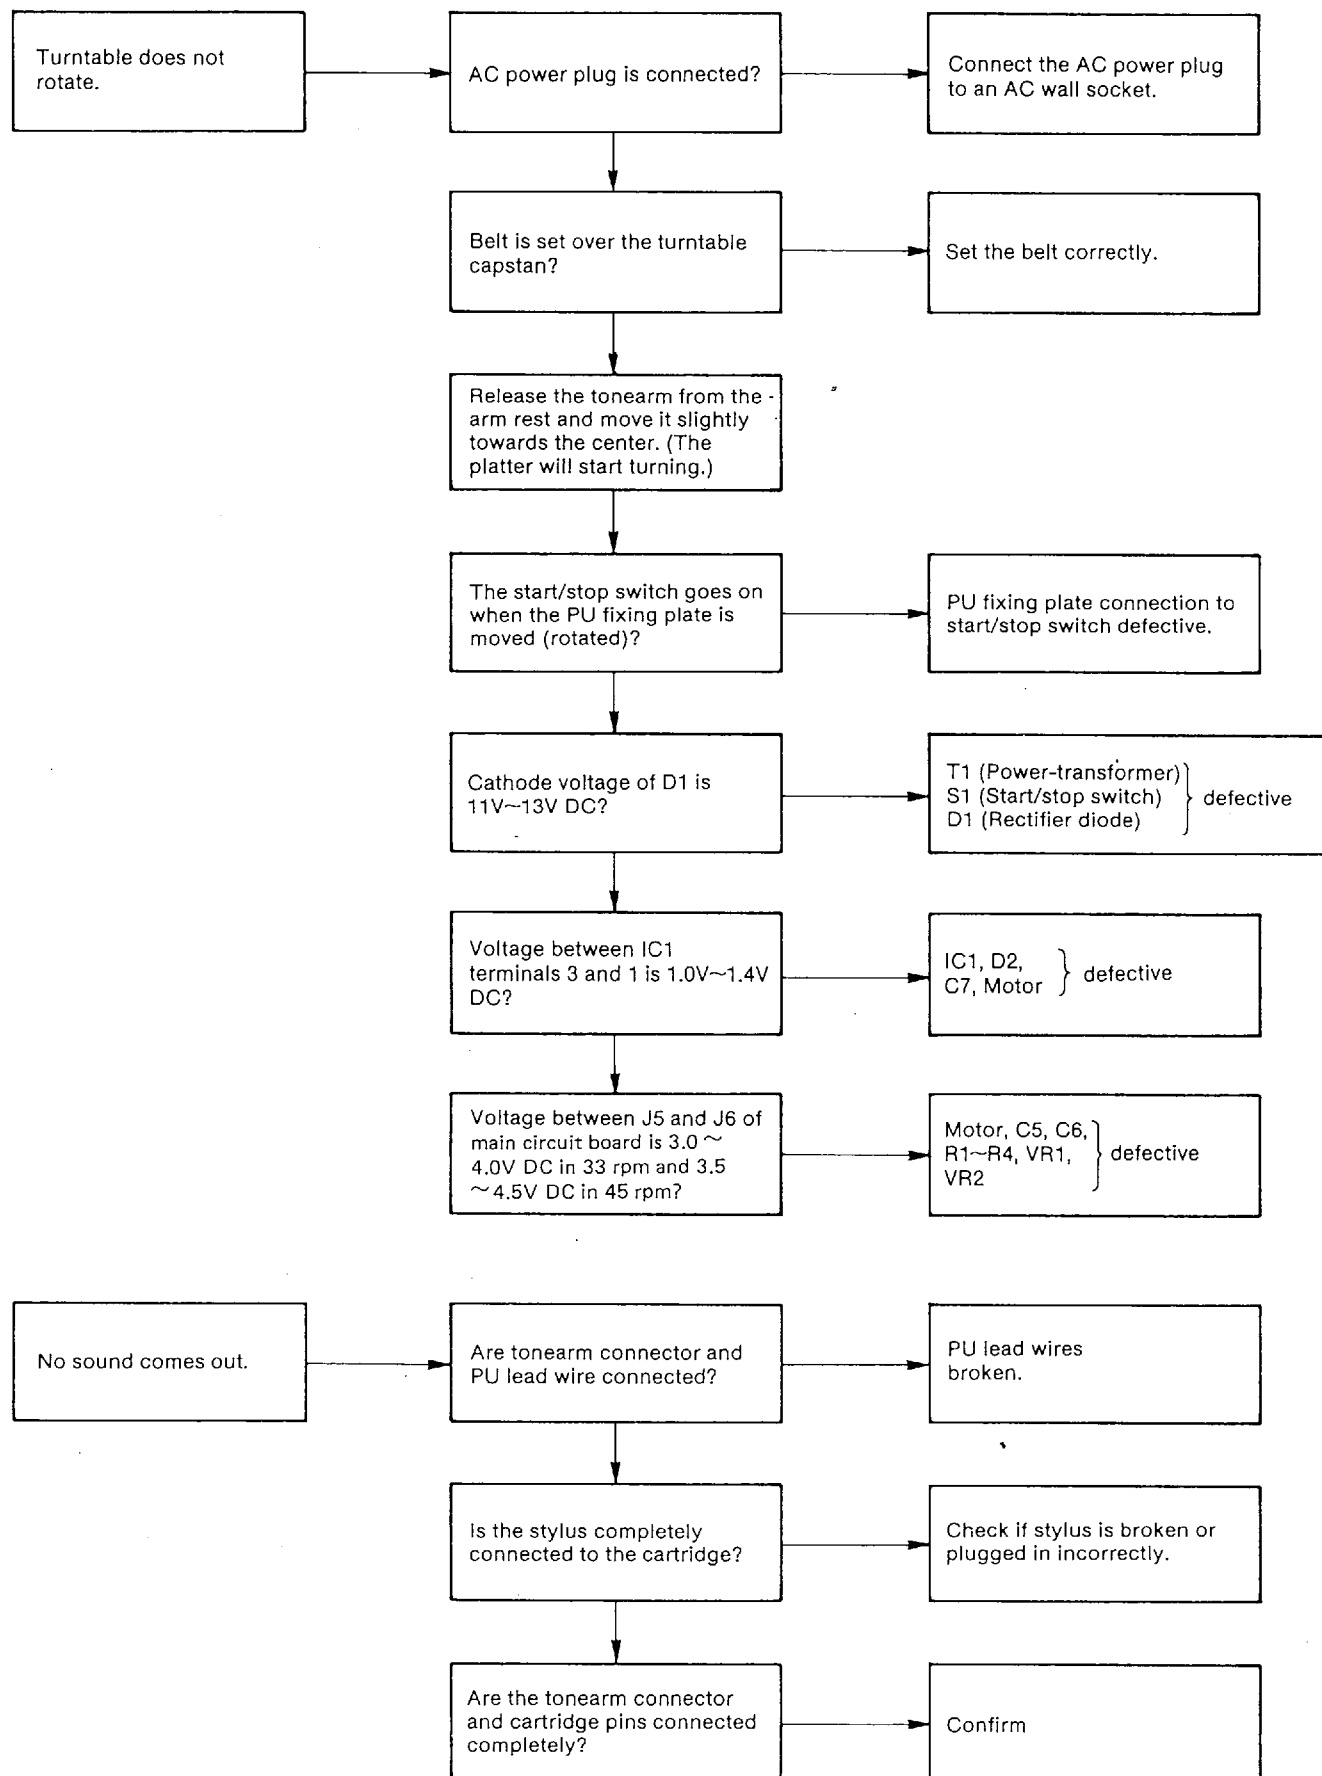 Turntable does not
rotate.
AC power plug is connected?
Connect the AC power plug
to an AC wall socket.
Belt is set over the turntable
capstan?
Set the belt correctly.
Release the tonearm from the
arm rest and move it slightly
towards the center. (The
platter will start turning.)
The start/stop switch goes on
when the PU fixing plate is
moved (rotated)?
PU fixing plate connection to
start/stop switch defective.
Cathode voltage of D1 is
11V~13V DC?
T1 (Power-transformer)
S1 (Start/stop switch)
D1 (Rectifier diode)
defective
Voltage between IC1
terminals 3 and 1 is 1.0V~1.4V
DC?
IC1, D2,
C7, Motor
defective
Voltage between J5 and J6 of
main circuit board is 3.0 ~
4.0V DC in 33 rpm and 3.5
~4.5V DC in 45 rpm?
Motor, C5, C6,
R1~R4, VR1,
VR2
defective
No sound comes out.
Are tonearm connector and
PU lead wire connected?
PU lead wires
broken.
Is the stylus completely
connected to the cartridge?
Check if stylus is broken or
plugged in incorrectly.
Are the tonearm connector
and cartridge pins connected
completely?
Confirm